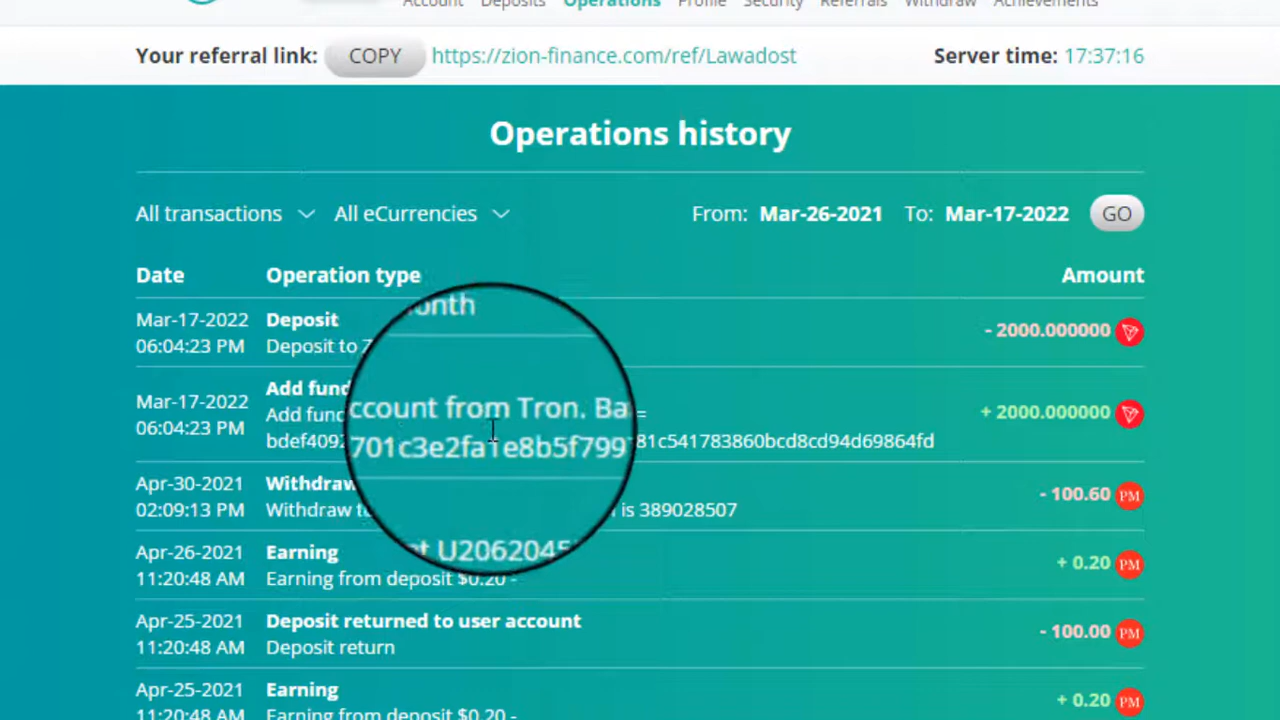 Account Deposits Operations Profile Security Referrals Withdraw Achievements
Your referral link: COPY https://zion-finance.com/ref/Lawadost Server time: 17:37:16
Operations history
All transactions All eCurrencies From: Mar-26-2021 To: Mar-17-2022 GO
Date Operation type Amount
Mar-17-2022 Deposit
06:04:23 PM Deposit to - 2000.000000
onth
Mar-17-2022 Add fund
06:04:23 PM Add func ccount from Tron. Ba = + 2000.000000
bdef409 701c3e2fa1e8b5f799 81c541783860bcd8cd94d69864fd
Apr-30-2021 Withdraw
02:09:13 PM Withdraw is 389028507 - 100.60 PM
U2062045
Apr-26-2021 Earning
11:20:48 AM Earning from deposit $0.20 - + 0.20 PM
Apr-25-2021 Deposit returned to user account
11:20:48 AM Deposit return - 100.00 PM
Apr-25-2021 Earning
11:20:48 AM Earning from deposit $0.20 - + 0.20 PM